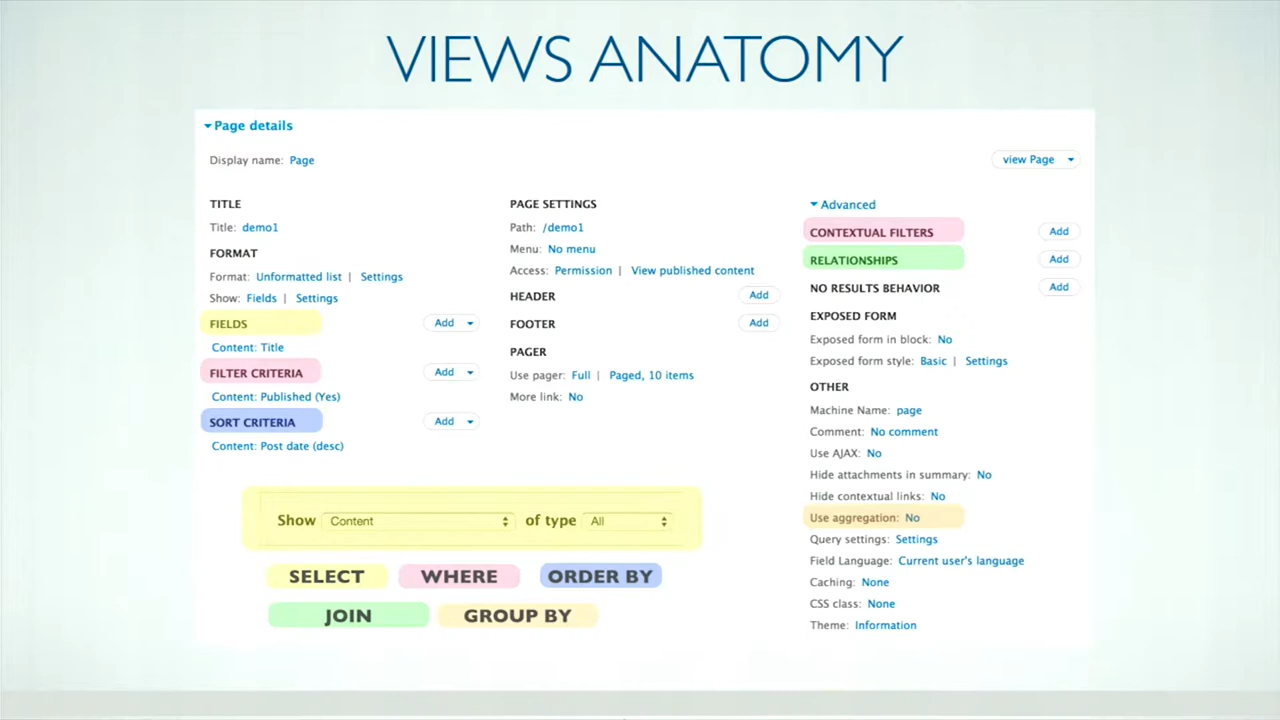 VIEWS ANATOMY
Page details
Display name: Page
view Page
TITLE
Title: demo1
FORMAT
Format: Unformatted list | Settings
Show: Fields | Settings
FIELDS
Add
Content: Title
FILTER CRITERIA
Add
Content: Published (Yes)
SORT CRITERIA
Add
Content: Post date (desc)
PAGE SETTINGS
Path: /demo1
Menu: No menu
Access: Permission | View published content
HEADER
Add
FOOTER
Add
PAGER
Use pager: Full | Paged, 10 items
More link: No
Advanced
CONTEXTUAL FILTERS
Add
RELATIONSHIPS
Add
NO RESULTS BEHAVIOR
Add
EXPOSED FORM
Exposed form in block: No
Exposed form style: Basic | Settings
OTHER
Machine Name: page
Comment: No comment
Use AJAX: No
Hide attachments in summary: No
Hide contextual links: No
Use aggregation: No
Query settings: Settings
Field Language: Current user's language
Caching: None
CSS class: None
Theme: Information
Show Content of type All
SELECT WHERE ORDER BY
JOIN GROUP BY